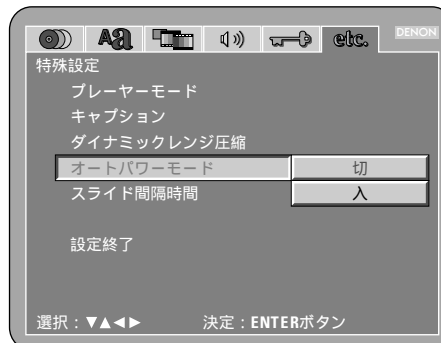 Aa etc. DENON
特殊設定
プレーヤーモード
キャプション
ダイナミックレンジ圧縮
オートパワーモード 切
スライド間隔時間 入
設定終了
選択：▼▲◀▶ 決定：ENTERボタン